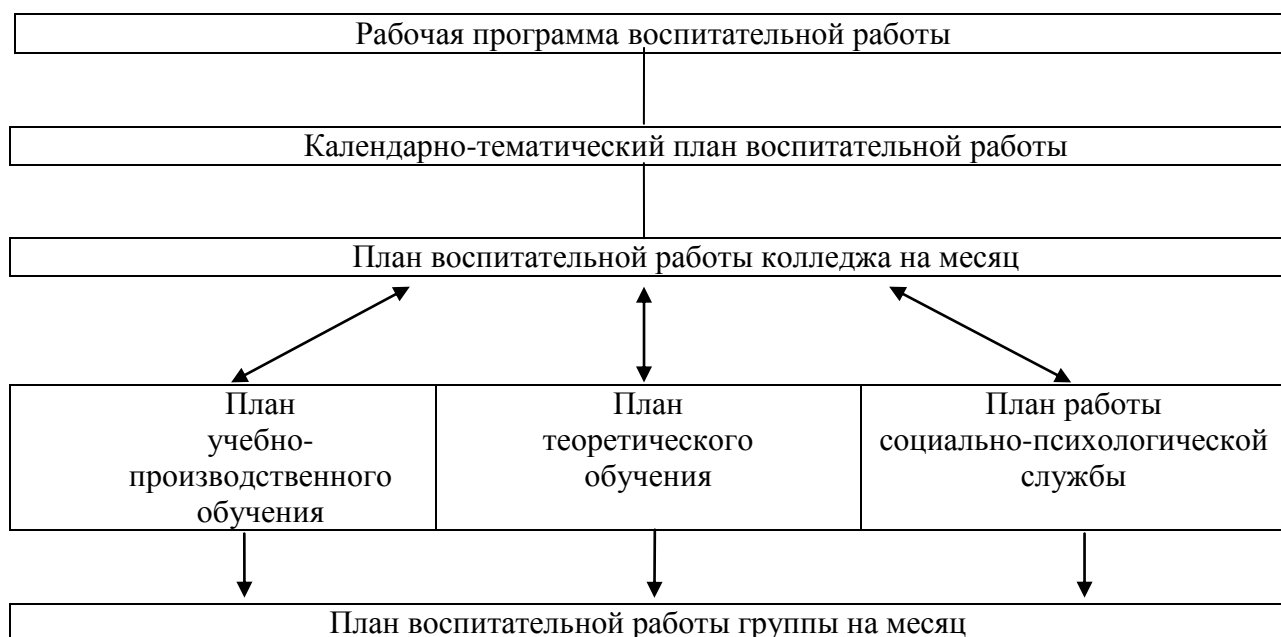 Рабочая программа воспитательной работы
Календарно-тематический план воспитательной работы
План воспитательной работы колледжа на месяц
План
учебно-
производственного
обучения
План
теоретического
обучения
План работы
социально-психологической
службы
План воспитательной работы группы на месяц